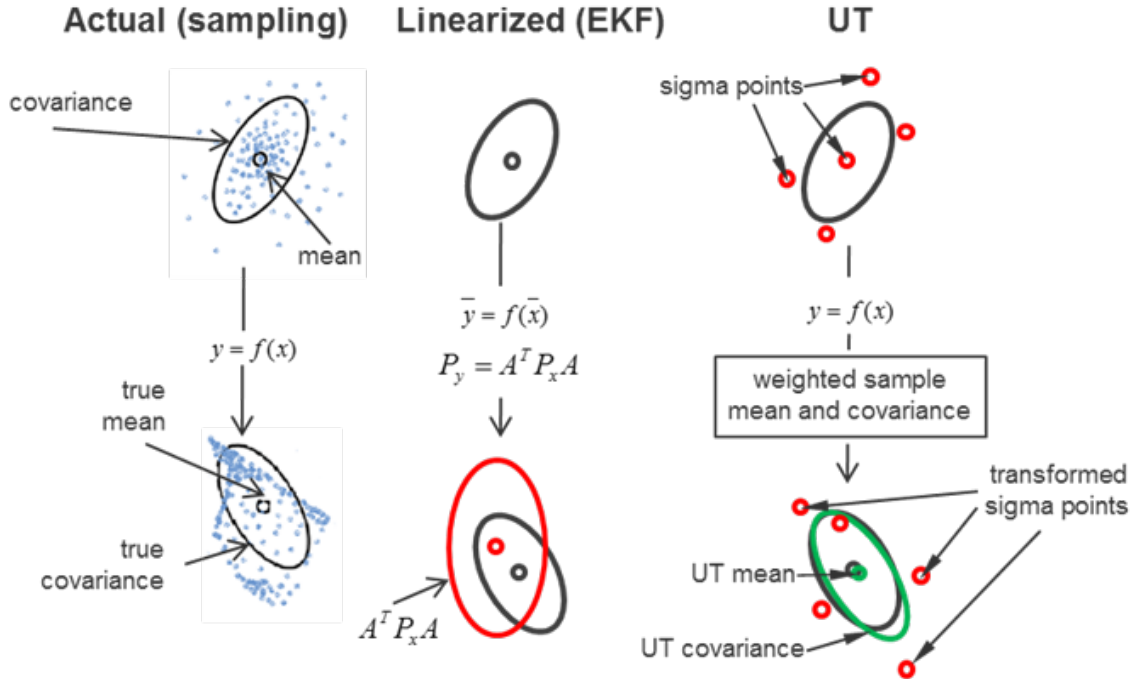 Actual (sampling)
covariance
mean
y = f(x)
true
mean
true
covariance
Linearized (EKF)
y̅ = f(x̅)
P_y = A^T P_x A
A^T P_x A
UT
sigma points
y = f(x)
weighted sample
mean and covariance
transformed
sigma points
UT mean
UT covariance